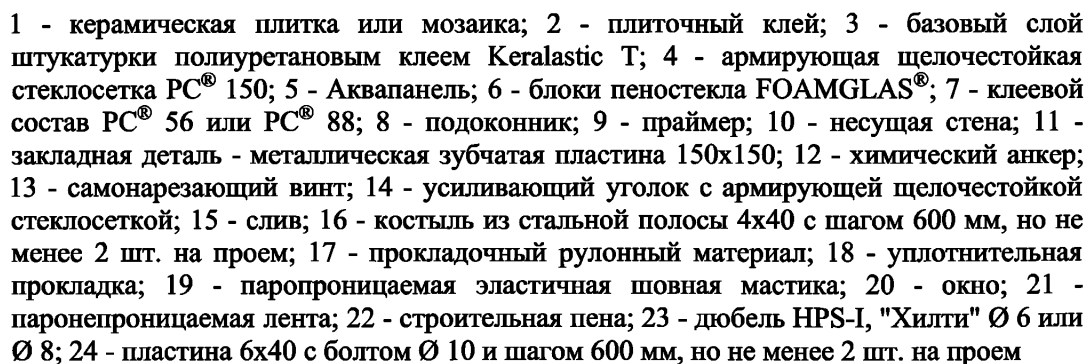 1 - керамическая плитка или мозаика; 2 - плиточный клей; 3 - базовый слой
штукатурки полиуретановым клеем Keralastic T; 4 - армирующая щелочестойкая
стеклосетка PC® 150; 5 - Аквапанель; 6 - блоки пеностекла FOAMGLAS®; 7 - клеевой
состав PC® 56 или PC® 88; 8 - подоконник; 9 - праймер; 10 - несущая стена; 11 -
закладная деталь - металлическая зубчатая пластина 150x150; 12 - химический анкер;
13 - самонарезающий винт; 14 - усиливающий уголок с армирующей щелочестойкой
стеклосеткой; 15 - слив; 16 - костыль из стальной полосы 4x40 с шагом 600 мм, но не
менее 2 шт. на проем; 17 - прокладочный рулонный материал; 18 - уплотнительная
прокладка; 19 - паропроницаемая эластичная шовная мастика; 20 - окно; 21 -
паронепроницаемая лента; 22 - строительная пена; 23 - дюбель HPS-I, "Хилти" Ø 6 или
Ø 8; 24 - пластина 6x40 с болтом Ø 10 и шагом 600 мм, но не менее 2 шт. на проем